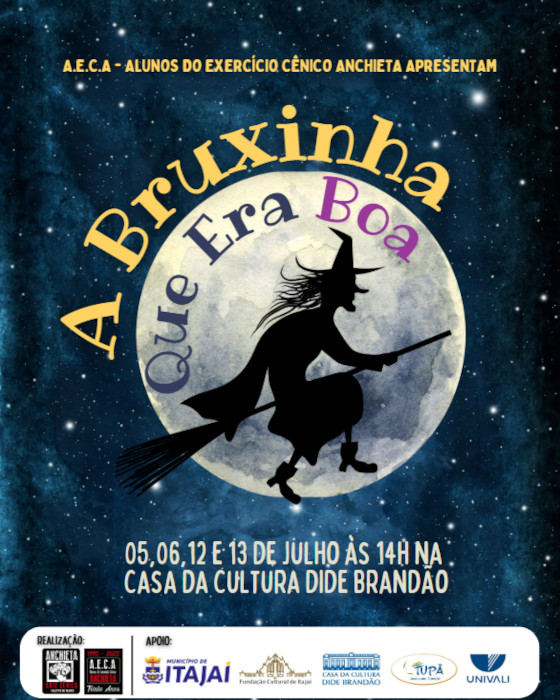 A.E.C.A - ALUNOS DO EXERCÍCIO CÊNICO ANCHIETA APRESENTAM
A Bruxinha
Que Era Boa
05,06,12 E 13 DE JULHO ÀS 14H NA
CASA DA CULTURA DIDE BRANDÃO
REALIZAÇÃO:
APOIO:
ANCHIETA
A.E.C.A
ANCHIETA
MUNICÍPIO DE
ITAJAÍ
Fundação Cultural de Itajaí
CASA DA CULTURA
DIDE BRANDÃO
TUPÃ
UNIVALI